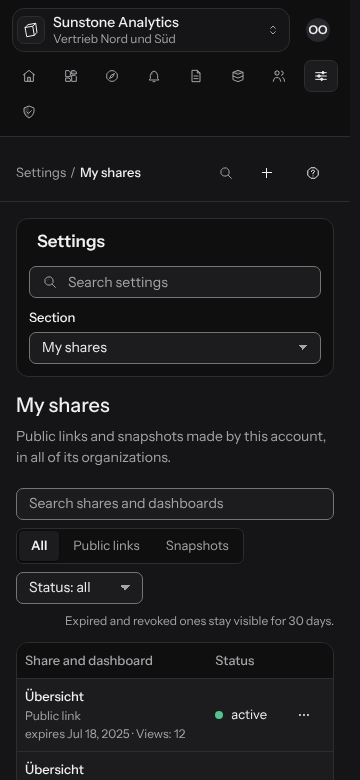 Sunstone Analytics
Vertrieb Nord und Süd
OO
Settings / My shares
Settings
Search settings
Section
My shares
My shares
Public links and snapshots made by this account,
in all of its organizations.
Search shares and dashboards
All Public links Snapshots
Status: all
Expired and revoked ones stay visible for 30 days.
Share and dashboard Status
Übersicht
Public link
expires Jul 18, 2025 · Views: 12
active
Übersicht